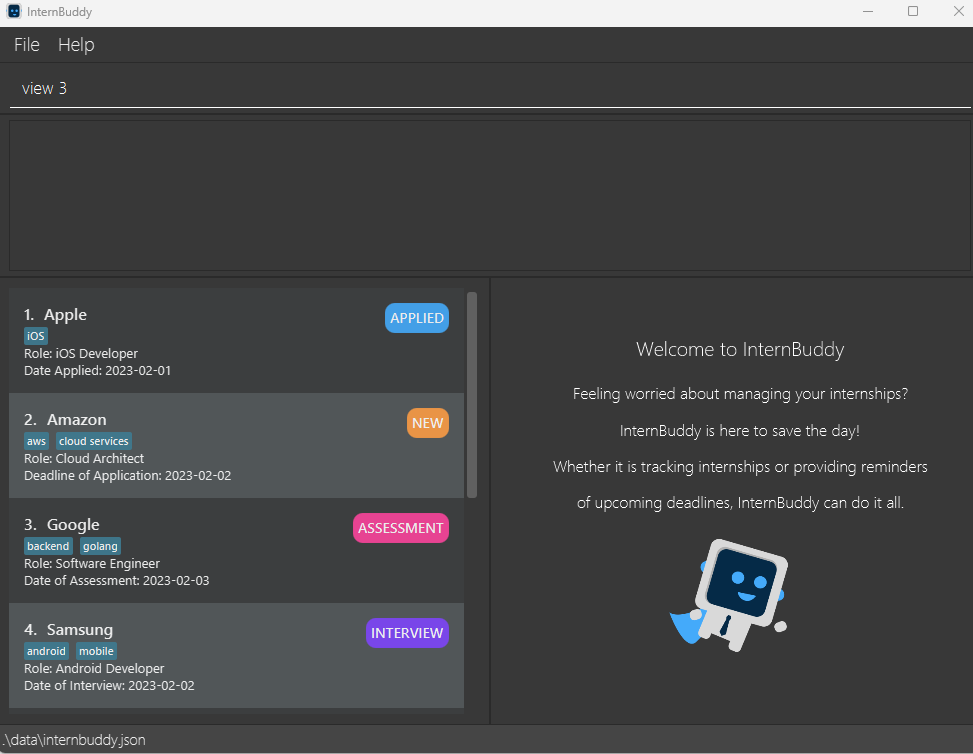 InternBuddy
File Help
view 3
1. Apple
APPLIED
iOS
Role: iOS Developer
Date Applied: 2023-02-01
2. Amazon
NEW
aws cloud services
Role: Cloud Architect
Deadline of Application: 2023-02-02
3. Google
ASSESSMENT
backend golang
Role: Software Engineer
Date of Assessment: 2023-02-03
4. Samsung
INTERVIEW
android mobile
Role: Android Developer
Date of Interview: 2023-02-02
Welcome to InternBuddy
Feeling worried about managing your internships?
InternBuddy is here to save the day!
Whether it is tracking internships or providing reminders
of upcoming deadlines, InternBuddy can do it all.
.\data\internbuddy.json